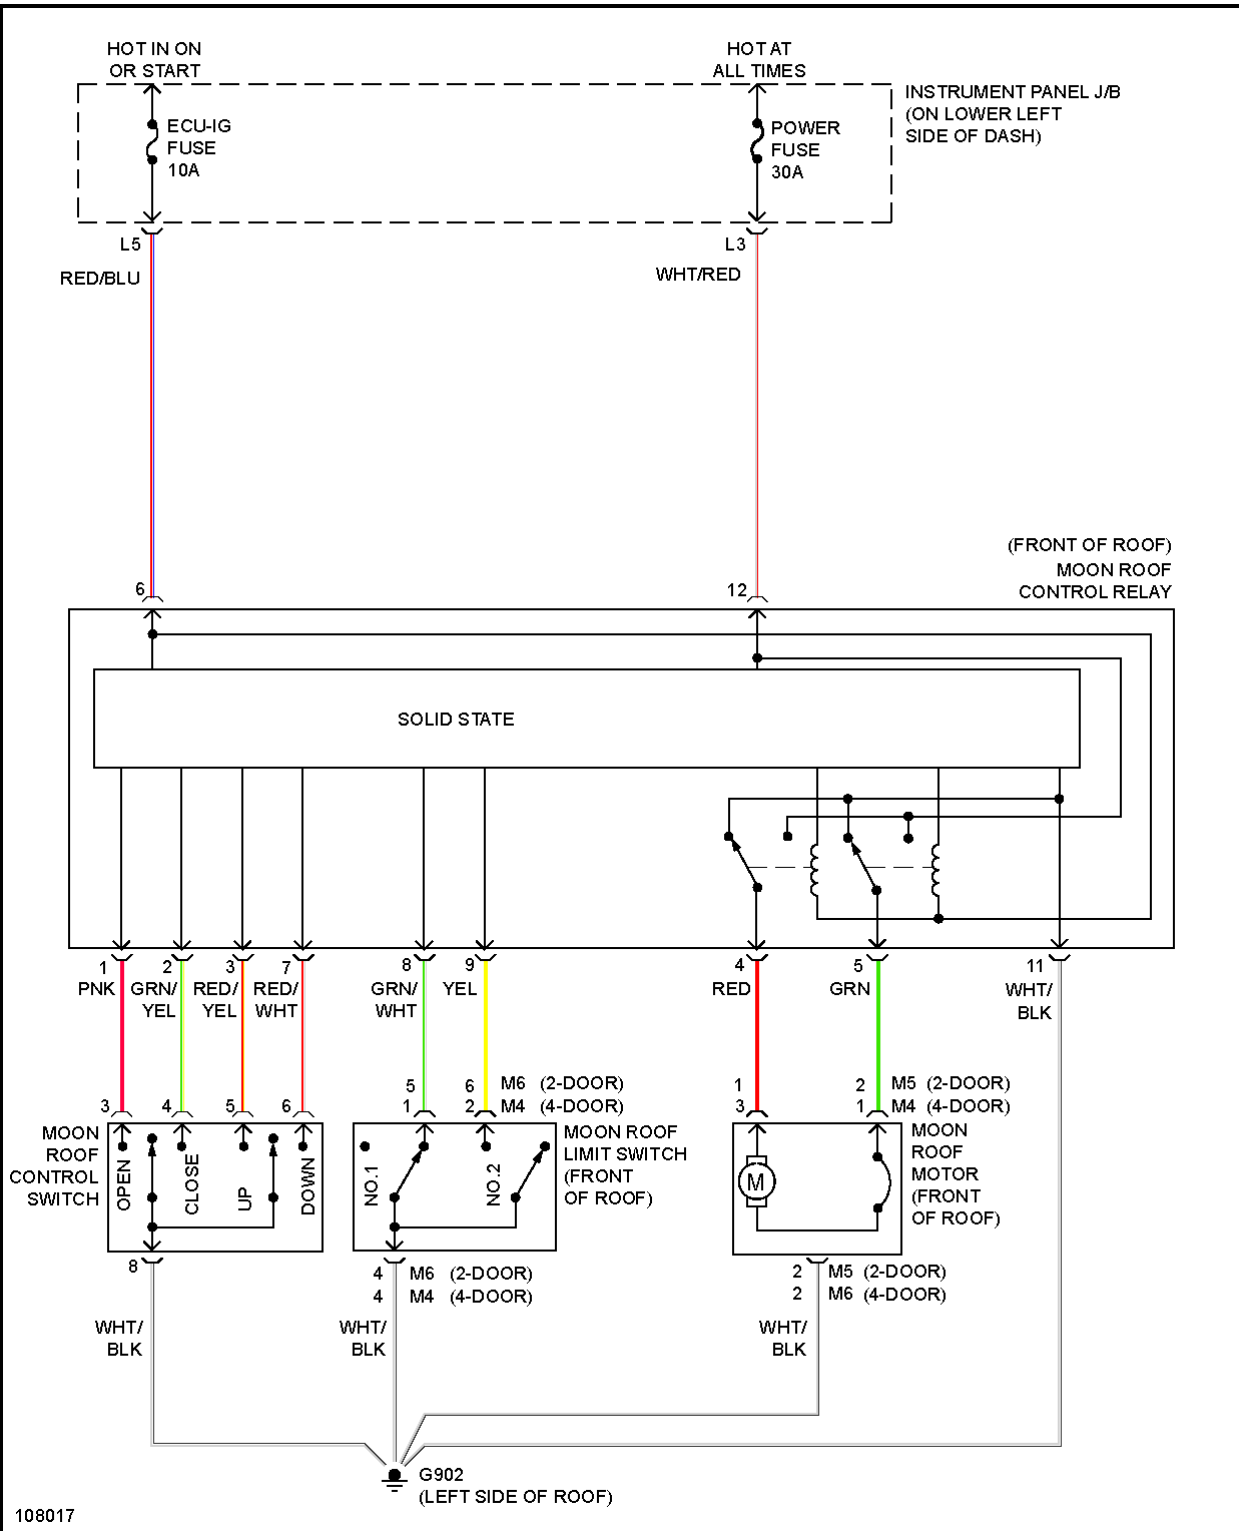 HOT IN ON
OR START
HOT AT
ALL TIMES
INSTRUMENT PANEL J/B
(ON LOWER LEFT
SIDE OF DASH)
ECU-IG
FUSE
10A
POWER
FUSE
30A
L5
RED/BLU
L3
WHT/RED
(FRONT OF ROOF)
MOON ROOF
CONTROL RELAY
6
12
SOLID STATE
1
PNK
2
GRN/
YEL
3
RED/
YEL
7
RED/
WHT
8
GRN/
WHT
9
YEL
4
RED
5
GRN
11
WHT/
BLK
3
4
5
6
5
1
6
2
M6 (2-DOOR)
M4 (4-DOOR)
1
3
2
1
M5 (2-DOOR)
M4 (4-DOOR)
MOON
ROOF
CONTROL
SWITCH
OPEN
CLOSE
UP
DOWN
NO.1
NO.2
MOON ROOF
LIMIT SWITCH
(FRONT
OF ROOF)
M
MOON
ROOF
MOTOR
(FRONT
OF ROOF)
8
4 M6 (2-DOOR)
4 M4 (4-DOOR)
2 M5 (2-DOOR)
2 M6 (4-DOOR)
WHT/
BLK
WHT/
BLK
WHT/
BLK
G902
(LEFT SIDE OF ROOF)
108017